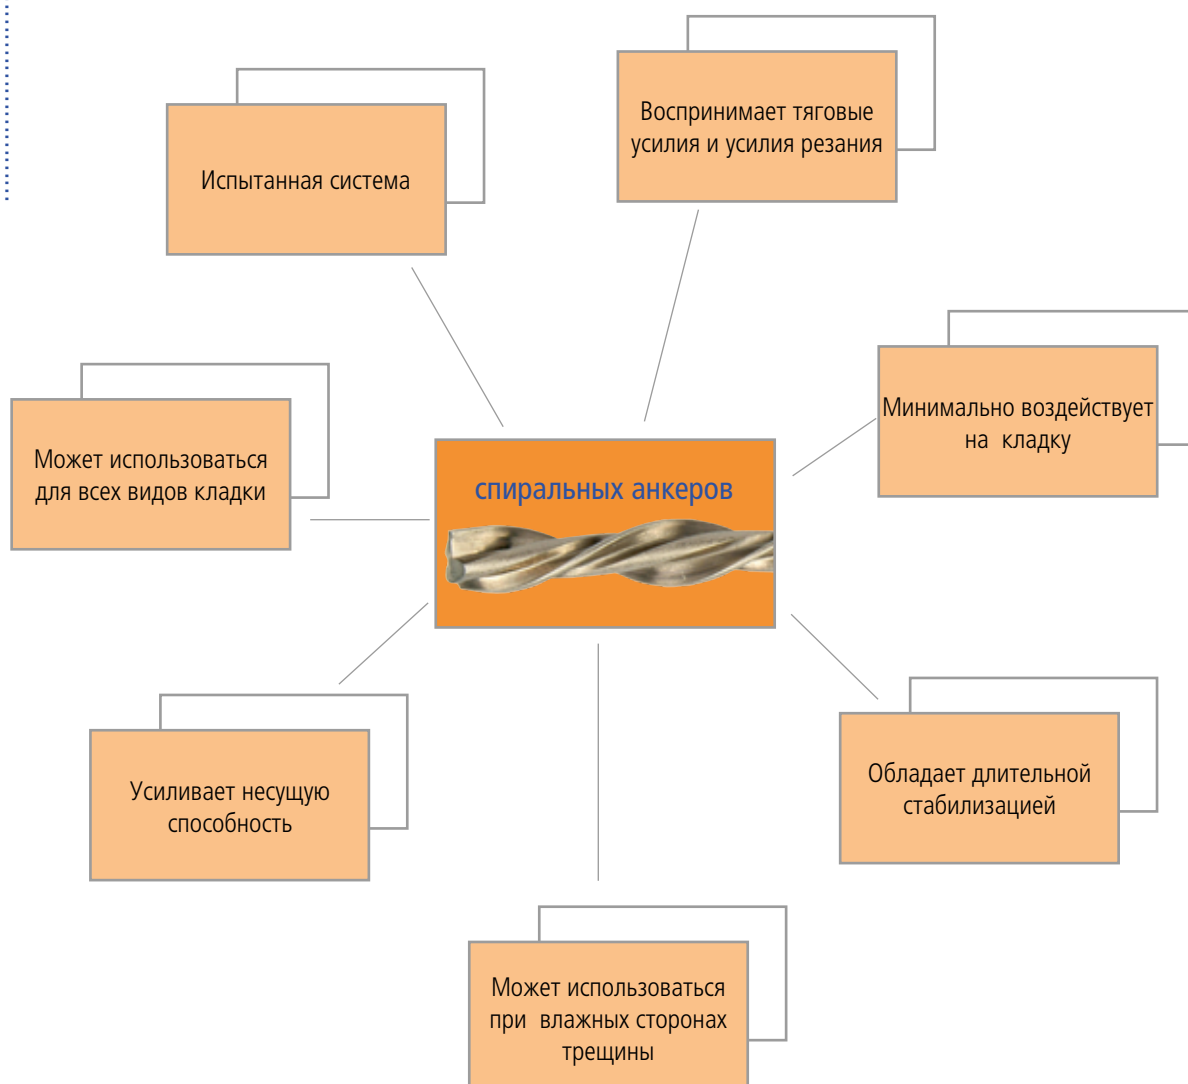 Воспринимает тяговые
усилия и усилия резания
Испытанная система
Минимально воздействует
на кладку
Может использоваться
для всех видов кладки
спиральных анкеров
Усиливает несущую
способность
Обладает длительной
стабилизацией
Может использоваться
при влажных сторонах
трещины